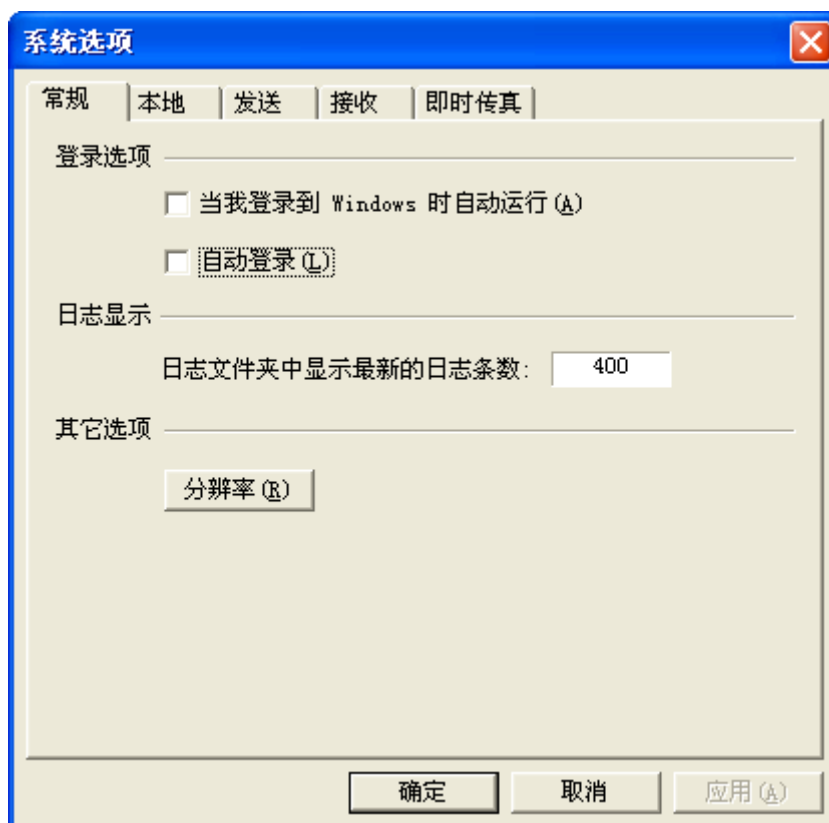 系统选项
常规 本地 发送 接收 即时传真
登录选项
当我登录到 Windows 时自动运行(A)
自动登录(L)
日志显示
日志文件夹中显示最新的日志条数: 400
其它选项
分辨率(R)
确定 取消 应用(A)